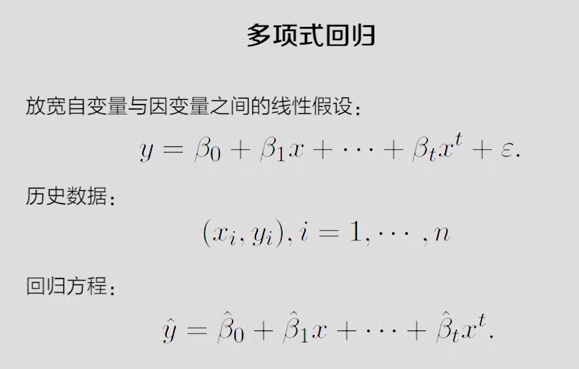 多项式回归
放宽自变量与因变量之间的线性假设：
y = β₀ + β₁x + ⋯ + βₜxᵗ + ε.
历史数据：
(xᵢ, yᵢ), i = 1, ⋯ , n
回归方程：
ŷ = β̂₀ + β̂₁x + ⋯ + β̂ₜxᵗ.